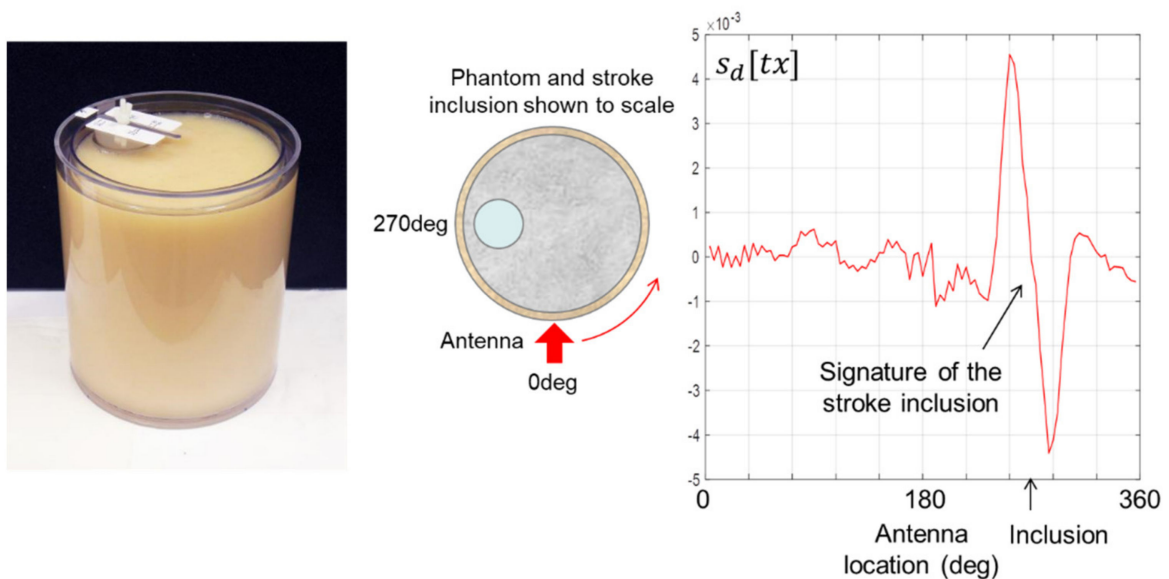 Phantom and stroke
inclusion shown to scale
270deg
Antenna
0deg
×10⁻³
s_d[tx]
5
4
3
2
1
0
-1
-2
-3
-4
-5
Signature of the
stroke inclusion
0
180
360
Antenna
location (deg)
Inclusion